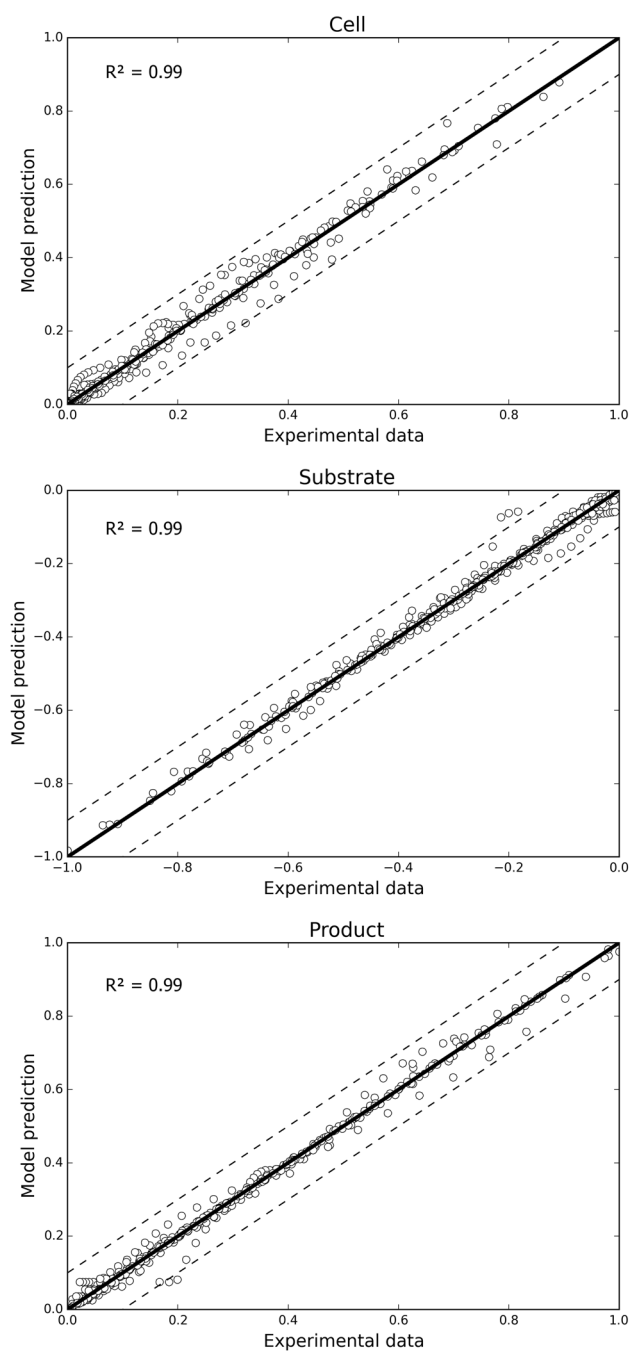 Cell
R² = 0.99
Model prediction
1.0
0.8
0.6
0.4
0.2
0.0
0.0 0.2 0.4 0.6 0.8 1.0
Experimental data
Substrate
R² = 0.99
Model prediction
0.0
−0.2
−0.4
−0.6
−0.8
−1.0
−1.0 −0.8 −0.6 −0.4 −0.2 0.0
Experimental data
Product
R² = 0.99
Model prediction
1.0
0.8
0.6
0.4
0.2
0.0
0.0 0.2 0.4 0.6 0.8 1.0
Experimental data